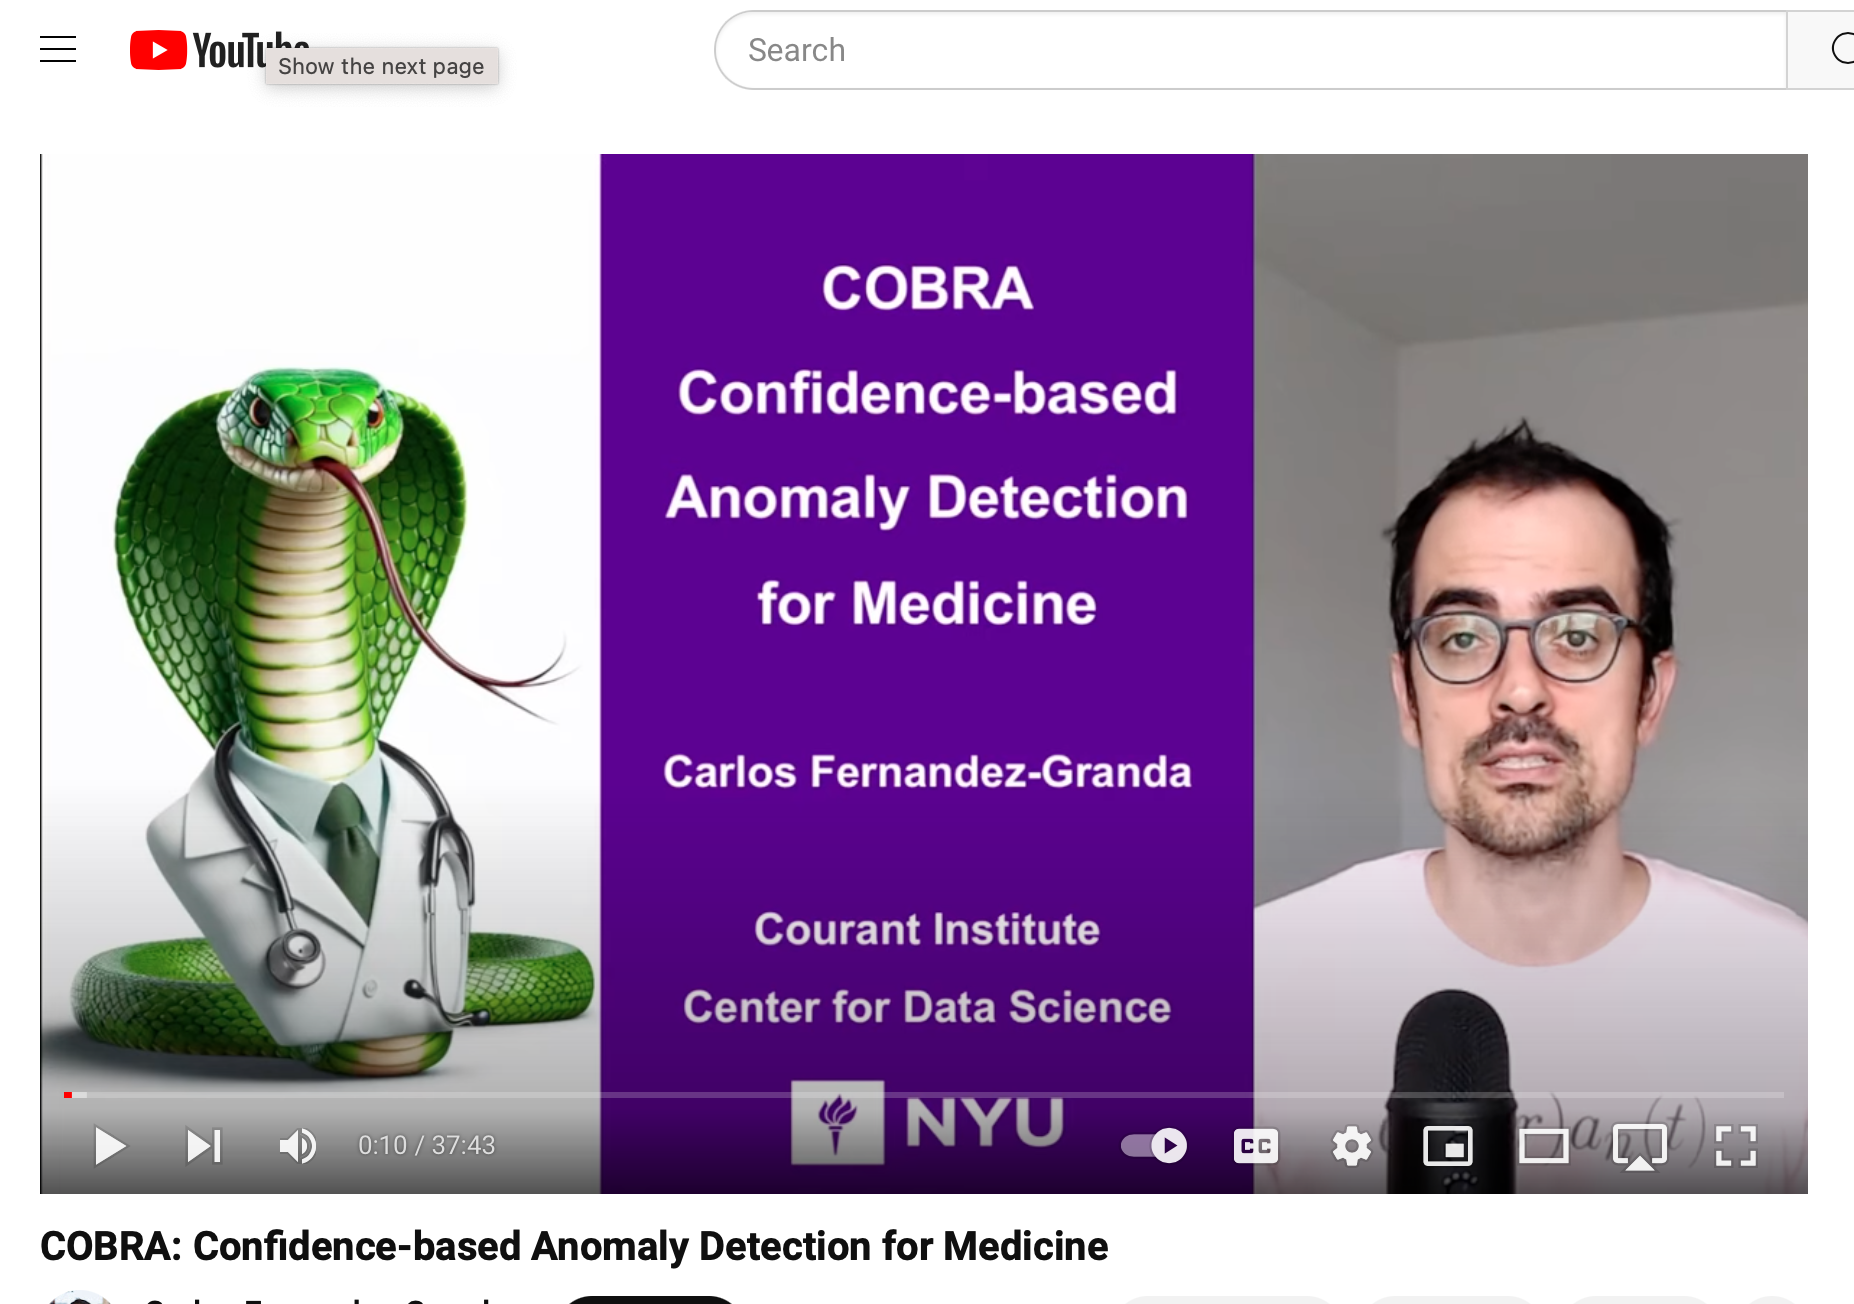 YouTube
Show the next page
Search
COBRA
Confidence-based
Anomaly Detection
for Medicine
Carlos Fernandez-Granda
Courant Institute
Center for Data Science
NYU
0:10 / 37:43
CC
COBRA: Confidence-based Anomaly Detection for Medicine